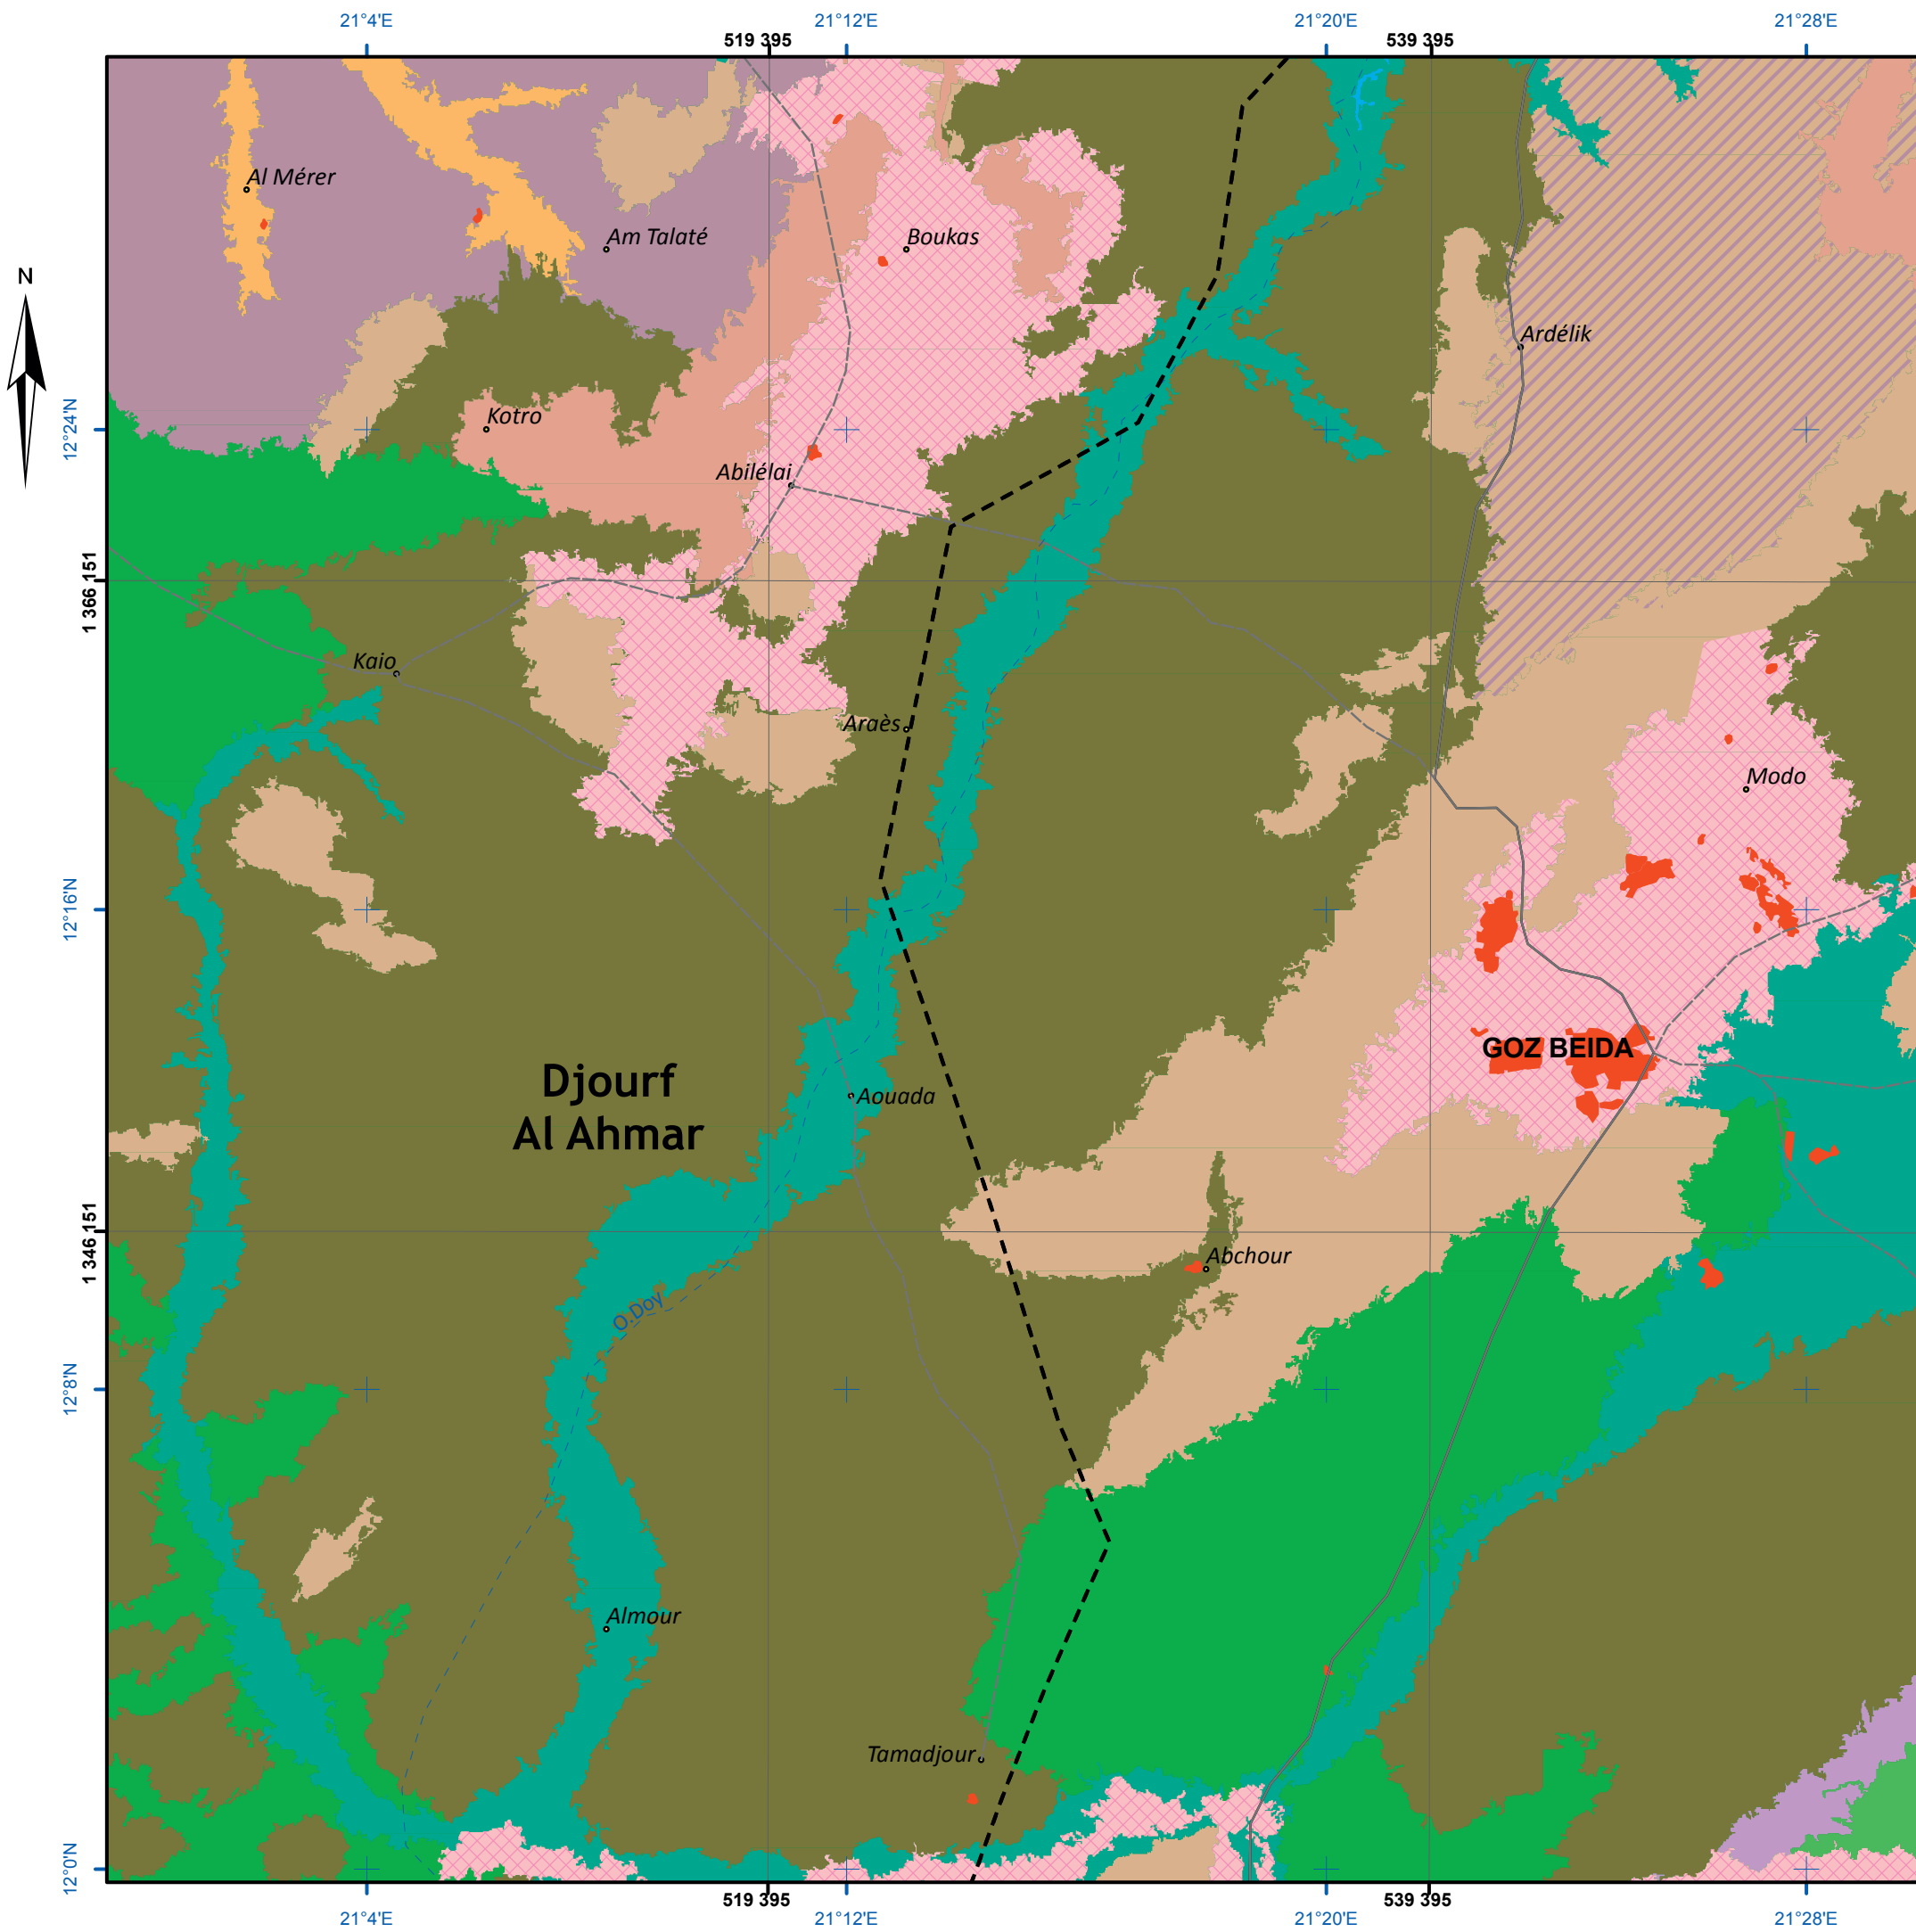 21°4'E
21°12'E
21°20'E
21°28'E
519 395
539 395
Al Mérer
Am Talaté
Boukas
N
Ardélik
12°24'N
Kotro
Abilélai
1 366 151
Kaio
Araès
Modo
12°16'N
GOZ BEIDA
Djourf
Al Ahmar
Aouada
1 346 151
Abchour
O.Doy
12°8'N
Almour
Tamadjour
12°0'N
519 395
539 395
21°4'E
21°12'E
21°20'E
21°28'E